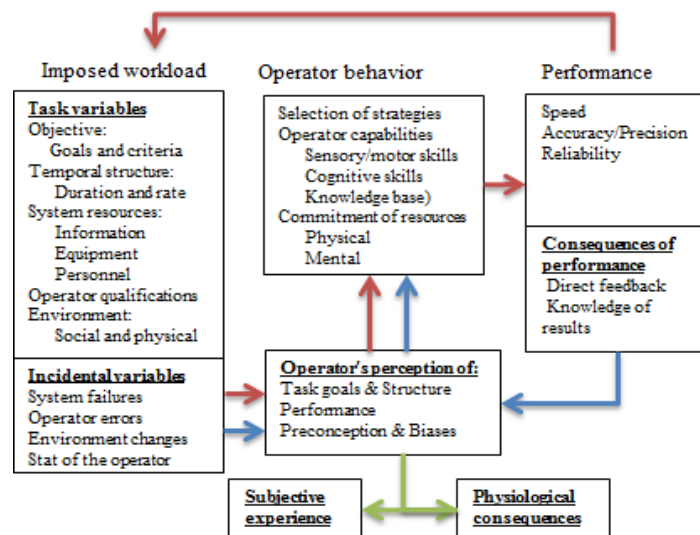 Imposed workload
Operator behavior
Performance
Task variables
Objective:
Goals and criteria
Temporal structure:
Duration and rate
System resources:
Information
Equipment
Personnel
Operator qualifications
Environment:
Social and physical
Incidental variables
System failures
Operator errors
Environment changes
Stat of the operator
Selection of strategies
Operator capabilities
Sensory/motor skills
Cognitive skills
Knowledge base)
Commitment of resources
Physical
Mental
Operator's perception of:
Task goals & Structure
Performance
Preconception & Biases
Speed
Accuracy/Precision
Reliability
Consequences of
performance
Direct feedback
Knowledge of
results
Subjective
experience
Physiological
consequences